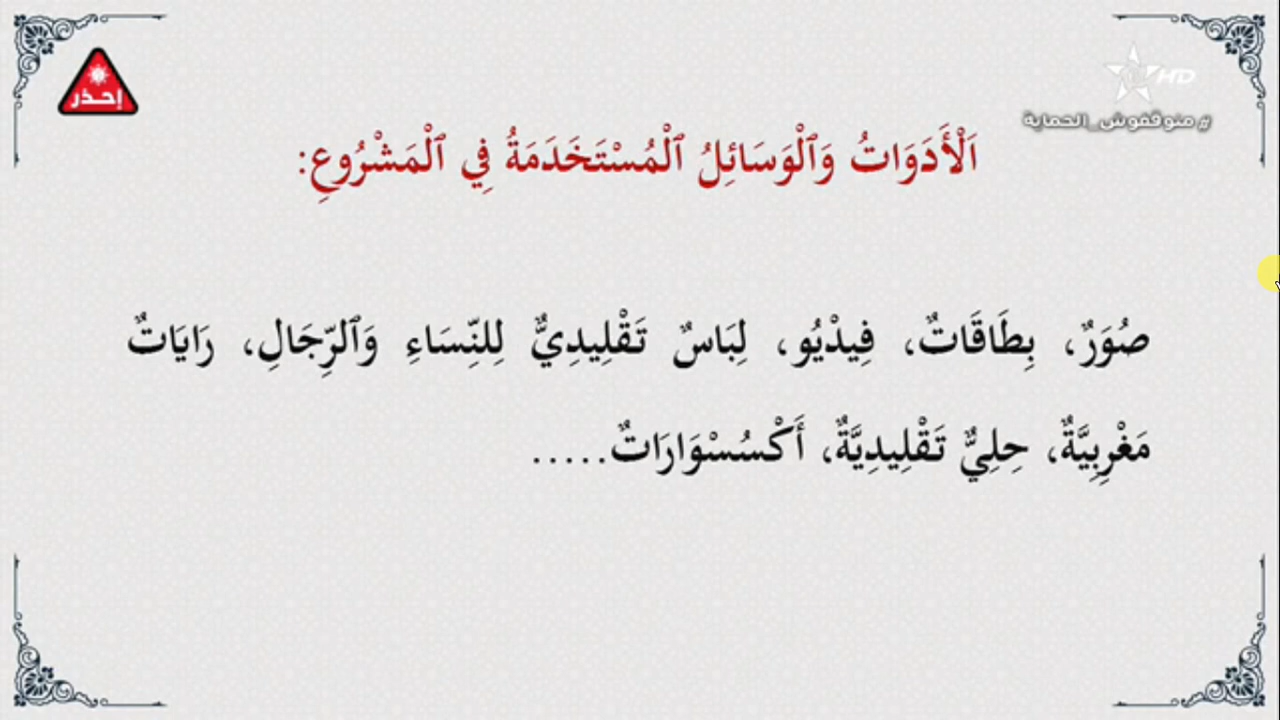 HD
#منوقفوش_الحماية
إحذر
اَلْأَدَوَاتُ وَٱلْوَسَائِلُ ٱلْمُسْتَخَدَمَةُ فِي ٱلْمَشْرُوعِ:
صُوَرٌ، بِطَاقَاتٌ، فِيدْيُو، لِبَاسٌ تَقْلِيدِيٌّ لِلنِّسَاءِ وَٱلرِّجَالِ، رَايَاتٌ
مَغْرِبِيَّةٌ، حِلِيٌّ تَقْلِيدِيَّةٌ، أَكْسُسْوَارَاتٌ.....